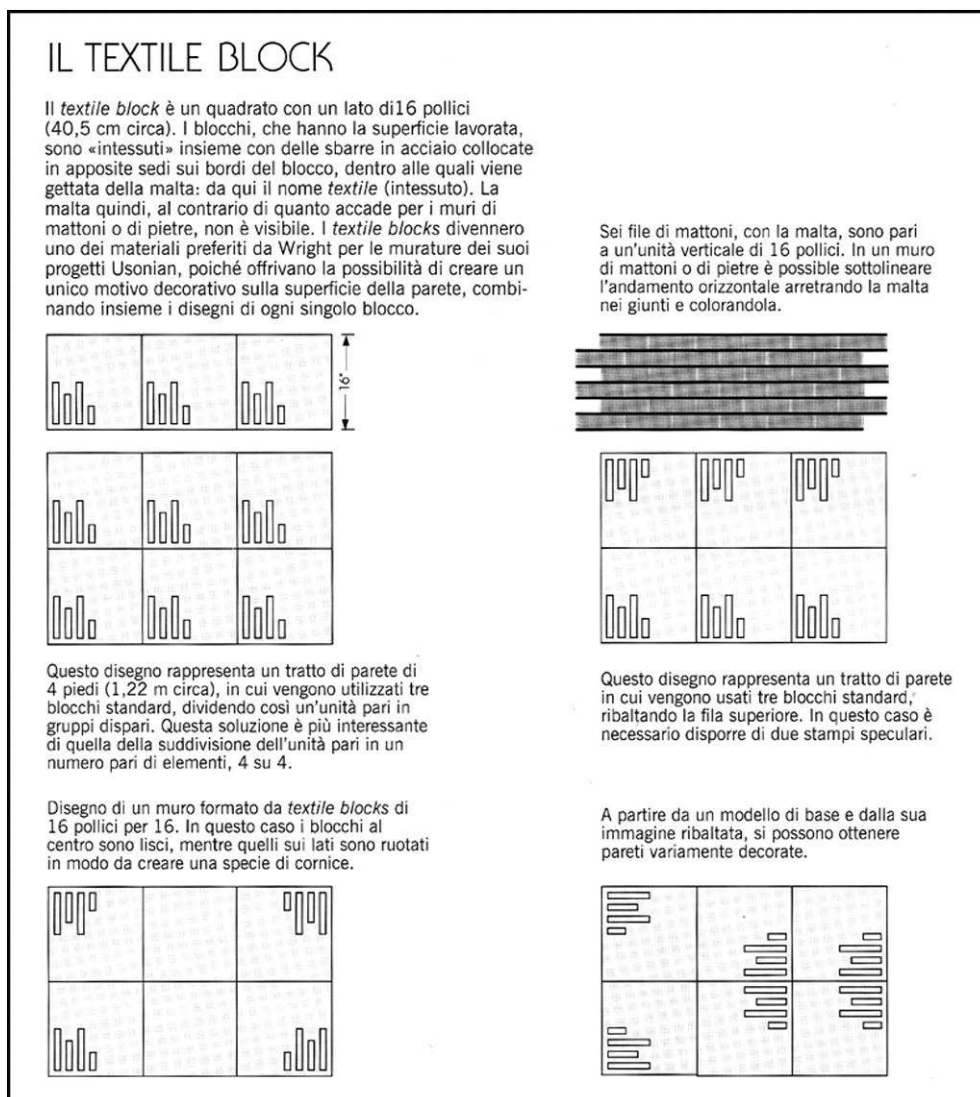 IL TEXTILE BLOCK
Il textile block è un quadrato con un lato di16 pollici
(40,5 cm circa). I blocchi, che hanno la superficie lavorata,
sono «intessuti» insieme con delle sbarre in acciaio collocate
in apposite sedi sui bordi del blocco, dentro alle quali viene
gettata della malta: da qui il nome textile (intessuto). La
malta quindi, al contrario di quanto accade per i muri di
mattoni o di pietre, non è visibile. I textile blocks divennero
uno dei materiali preferiti da Wright per le murature dei suoi
progetti Usonian, poiché offrivano la possibilità di creare un
unico motivo decorativo sulla superficie della parete, combi-
nando insieme i disegni di ogni singolo blocco.
16"
Questo disegno rappresenta un tratto di parete di
4 piedi (1,22 m circa), in cui vengono utilizzati tre
blocchi standard, dividendo così un'unità pari in
gruppi dispari. Questa soluzione è più interessante
di quella della suddivisione dell'unità pari in un
numero pari di elementi, 4 su 4.
Disegno di un muro formato da textile blocks di
16 pollici per 16. In questo caso i blocchi al
centro sono lisci, mentre quelli sui lati sono ruotati
in modo da creare una specie di cornice.
Sei file di mattoni, con la malta, sono pari
a un'unità verticale di 16 pollici. In un muro
di mattoni o di pietre è possible sottolineare
l'andamento orizzontale arretrando la malta
nei giunti e colorandola.
Questo disegno rappresenta un tratto di parete
in cui vengono usati tre blocchi standard,
ribaltando la fila superiore. In questo caso è
necessario disporre di due stampi speculari.
A partire da un modello di base e dalla sua
immagine ribaltata, si possono ottenere
pareti variamente decorate.